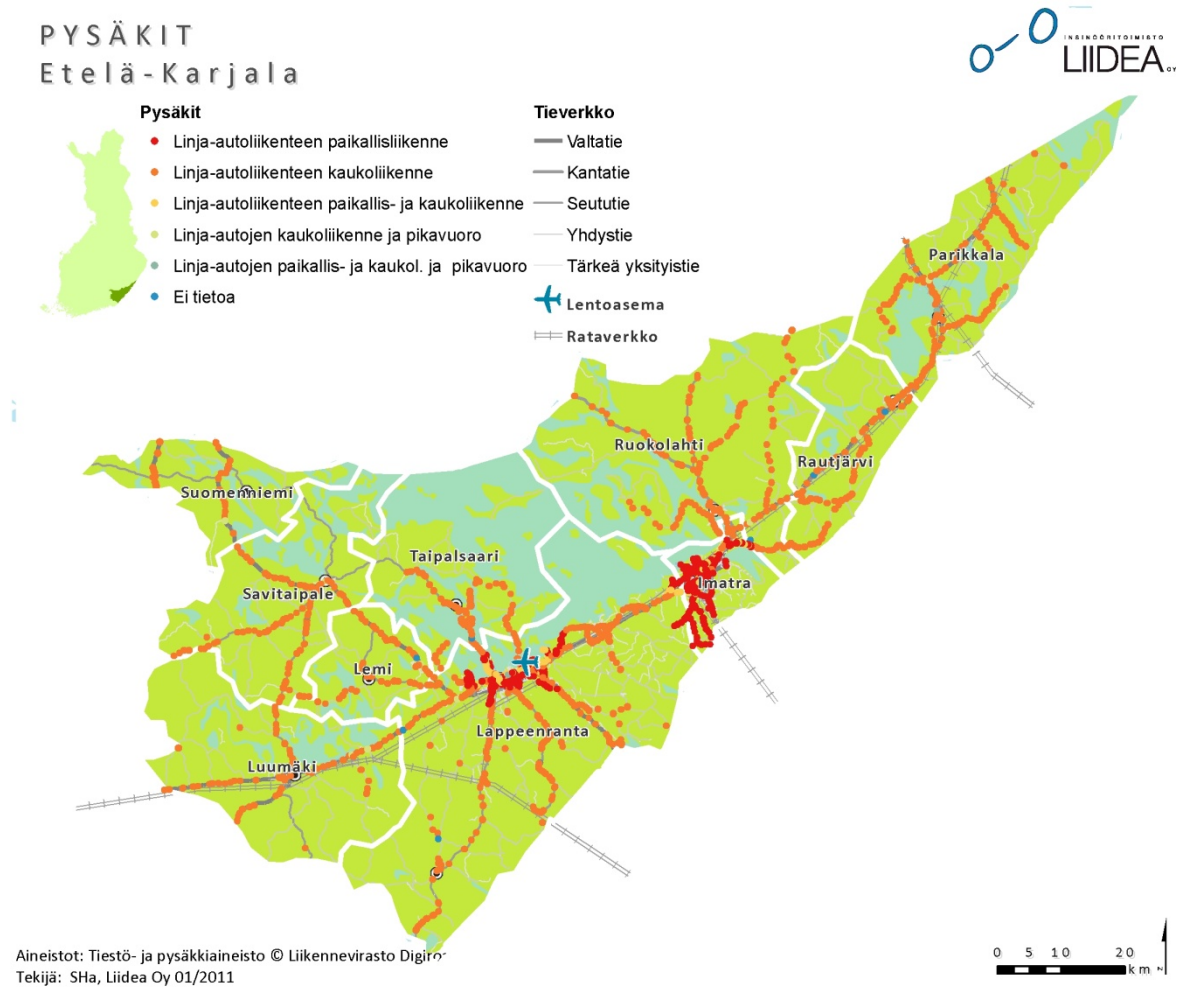 PYSÄKIT
Etelä-Karjala
INSINÖÖRITOIMISTO
LIIDEA OY
Pysäkit
Linja-autoliikenteen paikallisliikenne
Linja-autoliikenteen kaukoliikenne
Linja-autoliikenteen paikallis- ja kaukoliikenne
Linja-autojen kaukoliikenne ja pikavuoro
Linja-autojen paikallis- ja kaukol. ja pikavuoro
Ei tietoa
Tieverkko
Valtatie
Kantatie
Seututie
Yhdystie
Tärkeä yksityistie
Lentoasema
Rataverkko
Parikkala
Ruokolahti
Rautjärvi
Suomenniemi
Taipalsaari
Imatra
Savitaipale
Lemi
Lappeenranta
Luumäki
Aineistot: Tiestö- ja pysäkkiaineisto © Liikennevirasto Digiro
Tekijä: SHa, Liidea Oy 01/2011
0 5 10 20
km
N